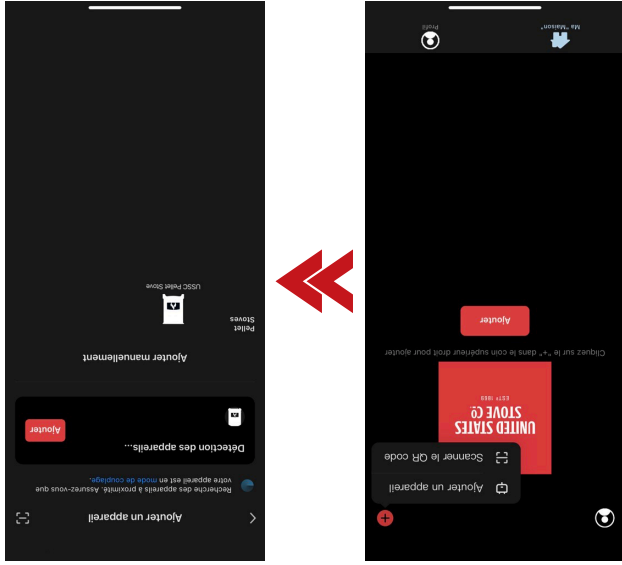 Ajouter un appareil
Scanner le QR code
UNITED STATES
STOVE CO.
ESTD 1869
Cliquez sur le "+" dans le coin supérieur droit pour ajouter
Ajouter
Ma "Maison"
Profil
Ajouter un appareil
Recherche des appareils à proximité. Assurez-vous que
votre appareil est en mode de couplage.
Détection des appareils...
Ajouter
Ajouter manuellement
Pellet
Stoves
USSC Pellet Stove